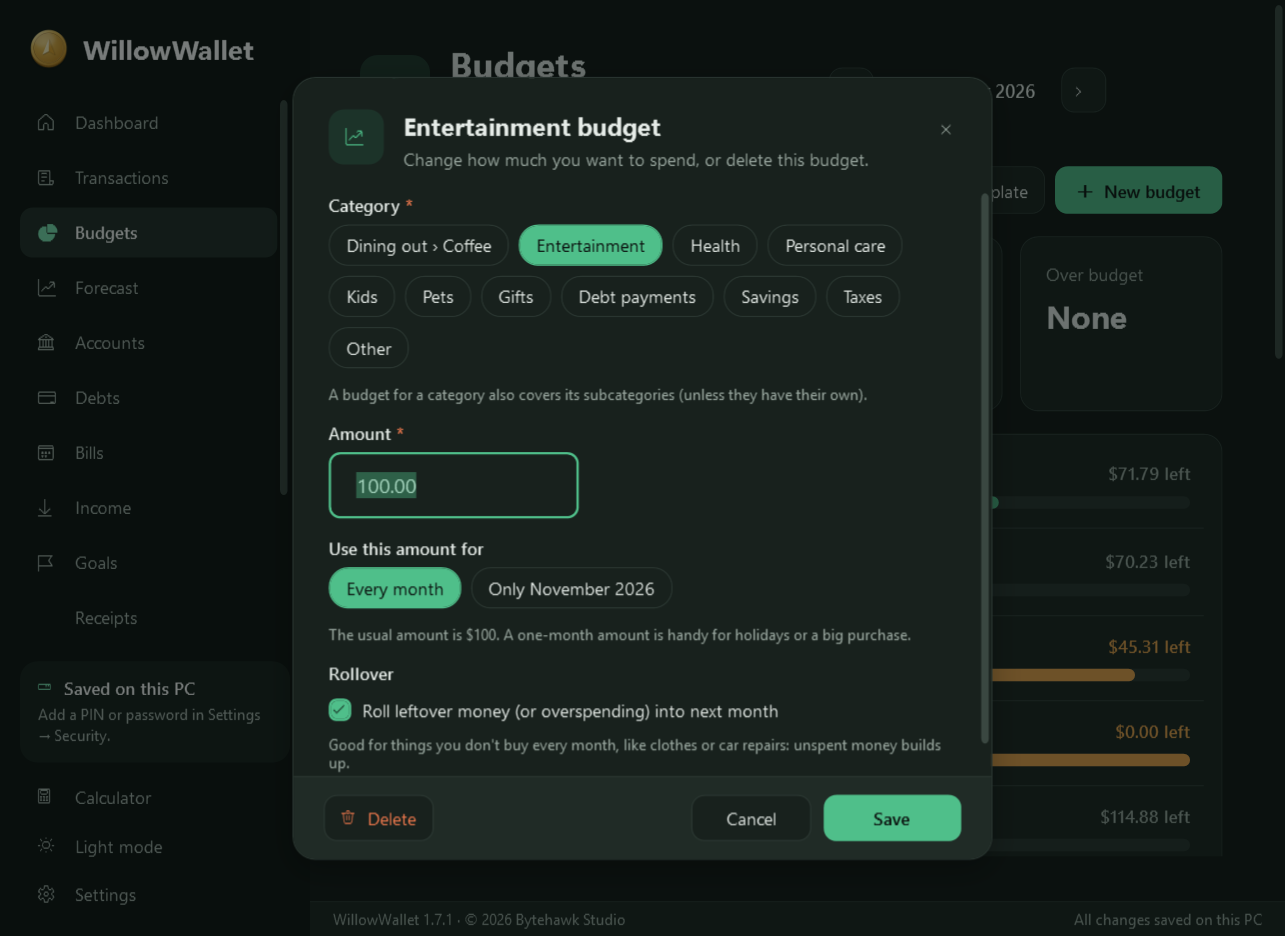 WillowWallet
Dashboard
Transactions
Budgets
Forecast
Accounts
Debts
Bills
Income
Goals
Receipts
Saved on this PC
Add a PIN or password in Settings
→ Security.
Calculator
Light mode
Settings
Budgets
2026
New budget
Over budget
None
$71.79 left
$70.23 left
$45.31 left
$0.00 left
$114.88 left
Entertainment budget
Change how much you want to spend, or delete this budget.
Category *
Dining out › Coffee Entertainment Health Personal care
Kids Pets Gifts Debt payments Savings Taxes
Other
A budget for a category also covers its subcategories (unless they have their own).
Amount *
100.00
Use this amount for
Every month Only November 2026
The usual amount is $100. A one-month amount is handy for holidays or a big purchase.
Rollover
Roll leftover money (or overspending) into next month
Good for things you don't buy every month, like clothes or car repairs: unspent money builds
up.
Delete Cancel Save
WillowWallet 1.7.1 · © 2026 Bytehawk Studio
All changes saved on this PC